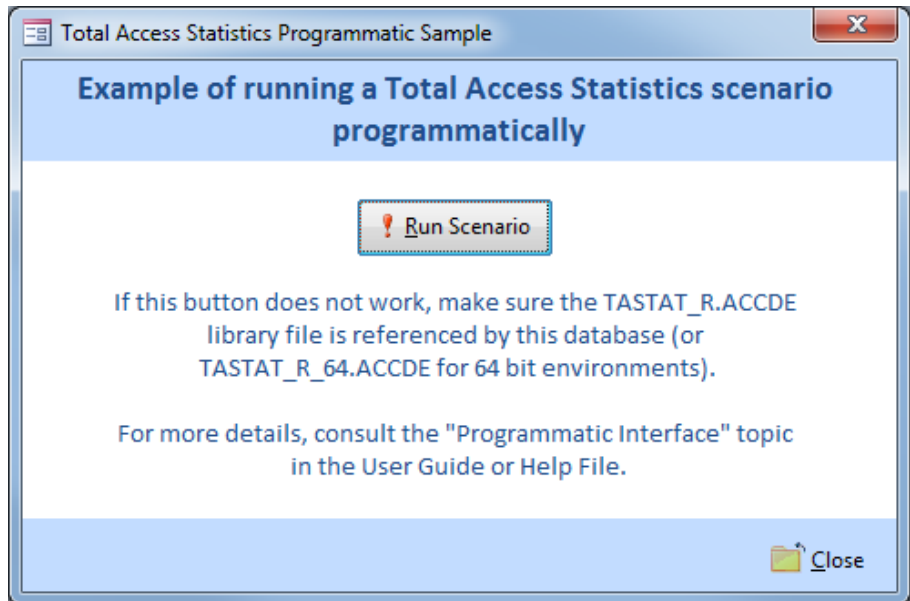 Total Access Statistics Programmatic Sample
Example of running a Total Access Statistics scenario
programmatically
Run Scenario
If this button does not work, make sure the TASTAT_R.ACCDE
library file is referenced by this database (or
TASTAT_R_64.ACCDE for 64 bit environments).
For more details, consult the "Programmatic Interface" topic
in the User Guide or Help File.
Close